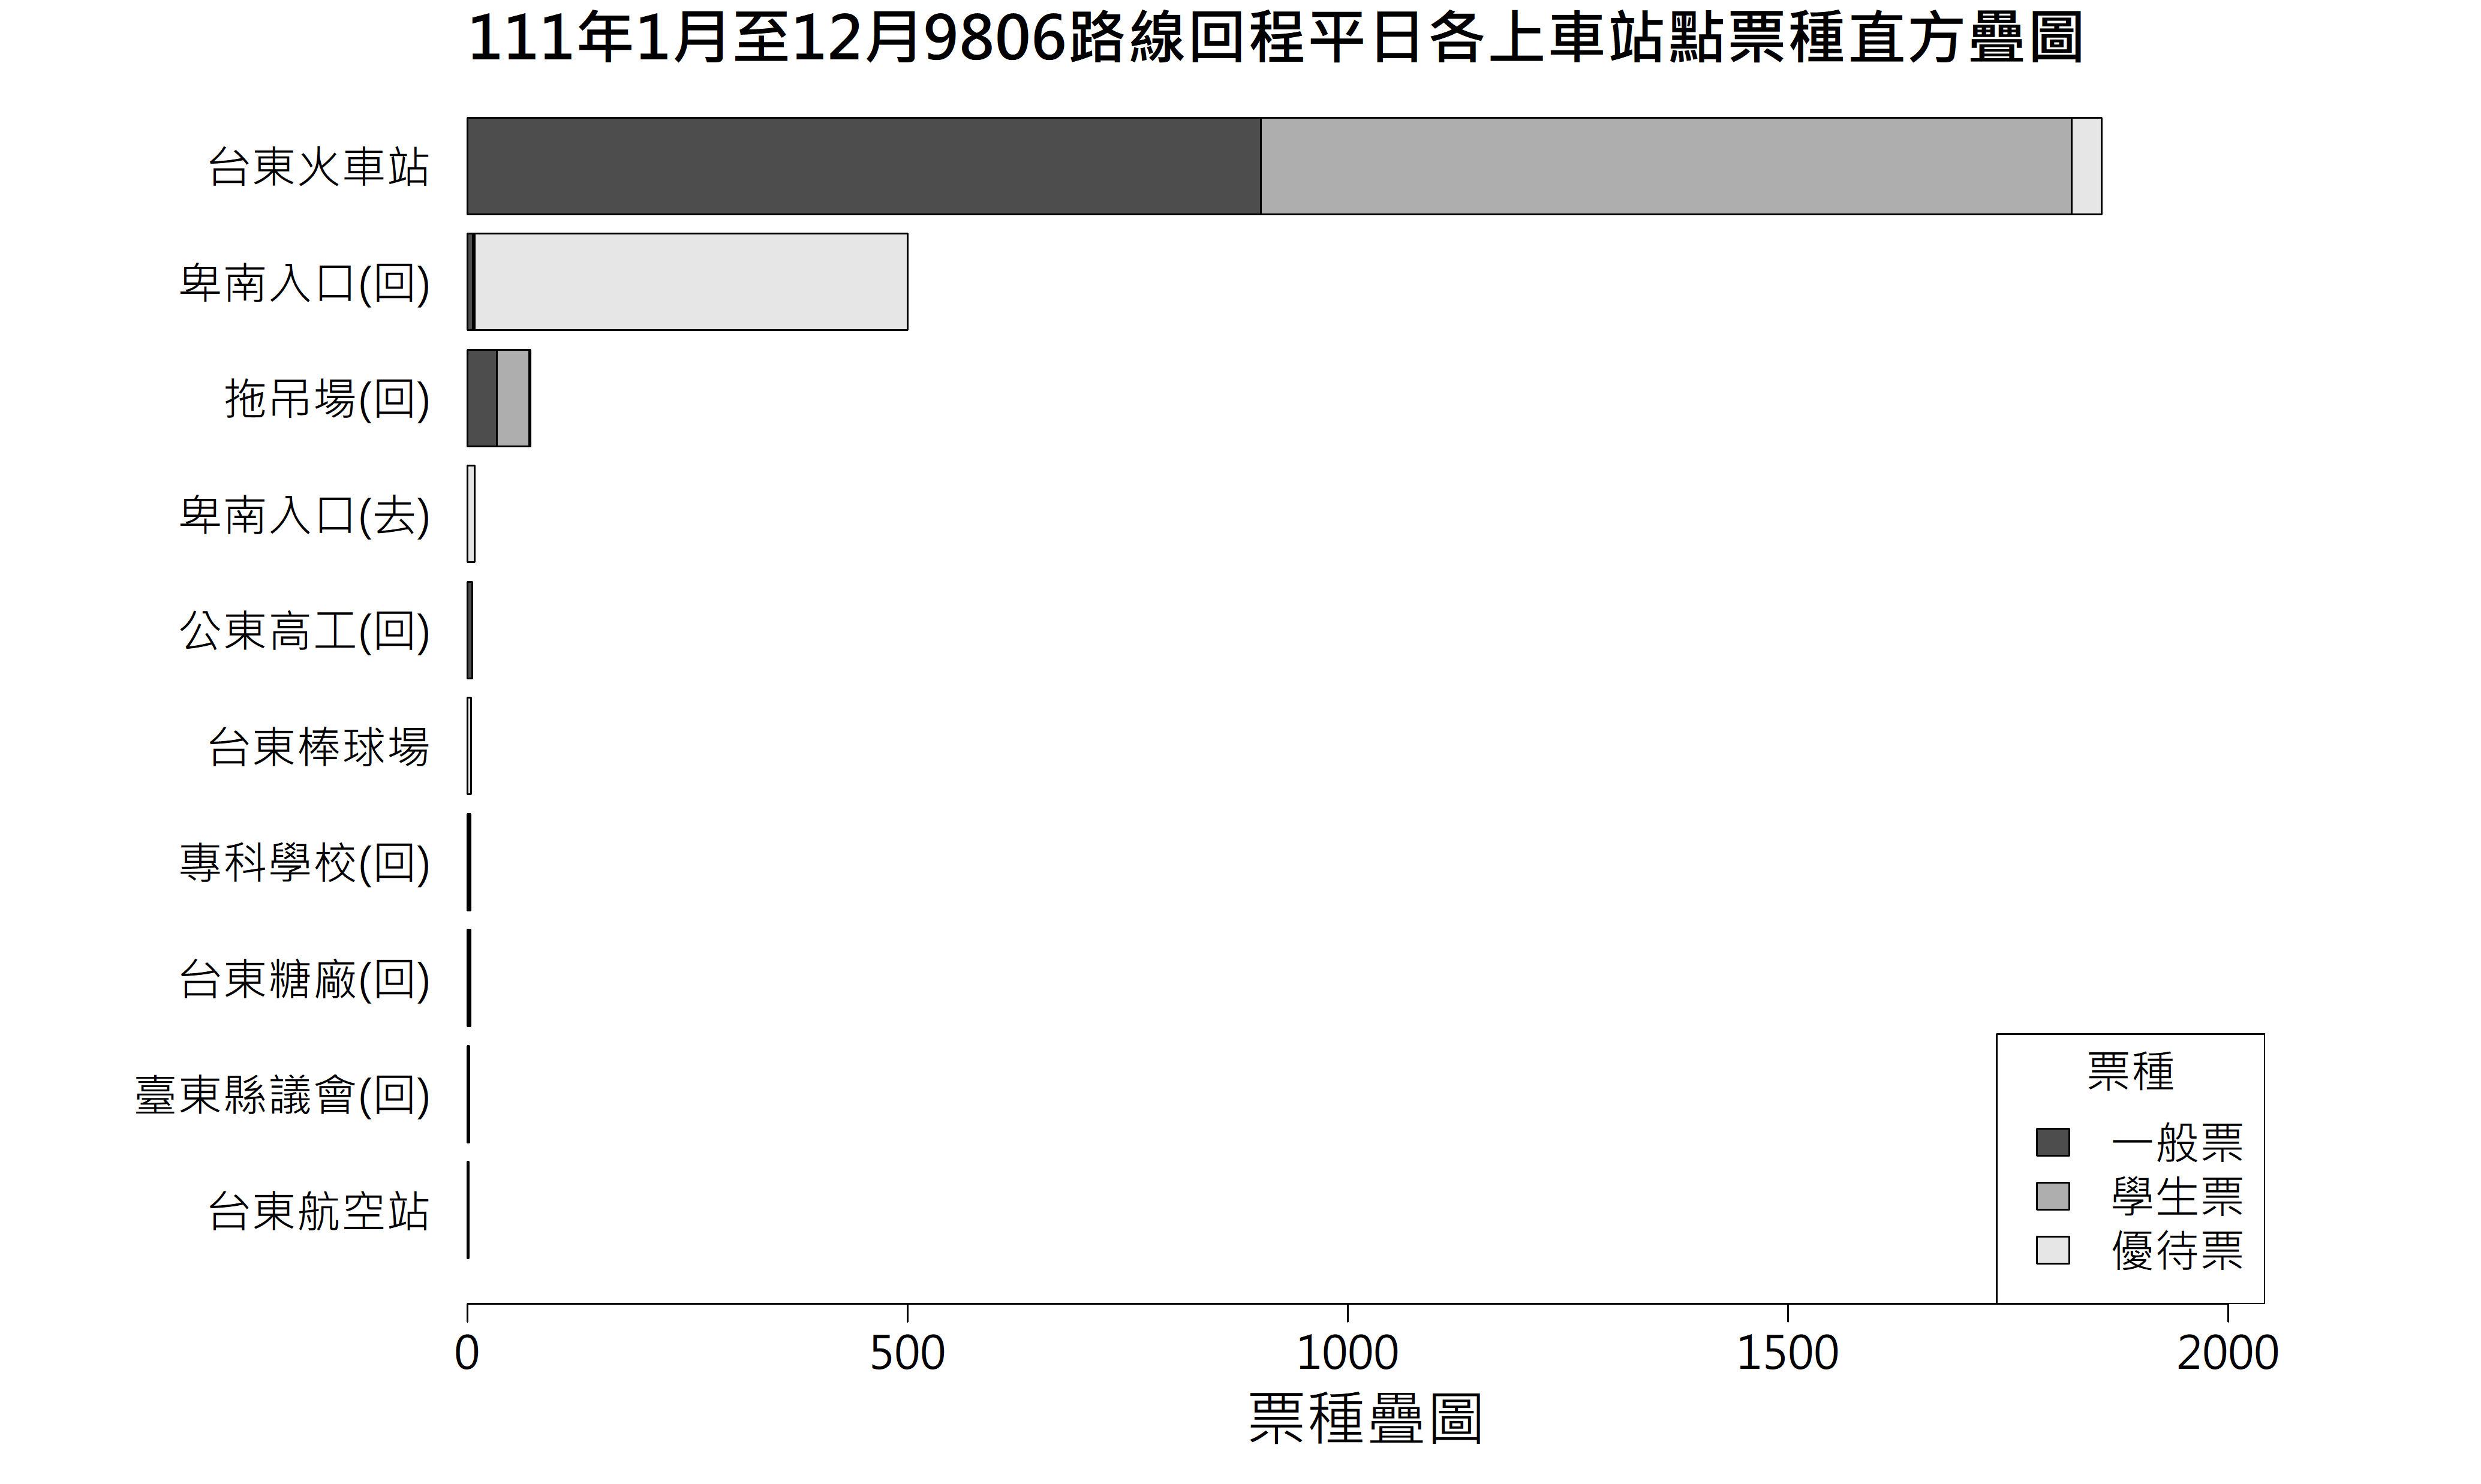 111年1月至12月9806路線回程平日各上車站點票種直方疊圖
台東火車站
卑南入口(回)
拖吊場(回)
卑南入口(去)
公東高工(回)
台東棒球場
專科學校(回)
台東糖廠(回)
臺東縣議會(回)
台東航空站
票種
一般票
學生票
優待票
0 500 1000 1500 2000
票種疊圖